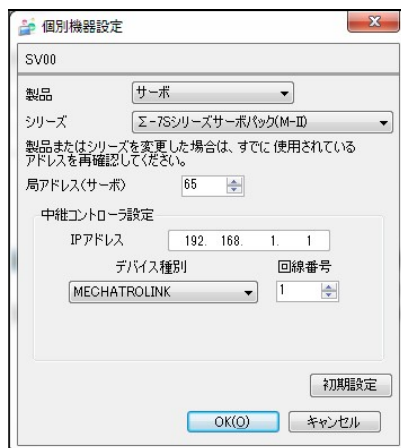 個別機器設定
SV00
製品 サーボ
シリーズ Σ-7Sシリーズサーボパック(M-Ⅱ)
製品またはシリーズを変更した場合は、すでに使用されている
アドレスを再確認してください。
局アドレス(サーボ) 65
中継コントローラ設定
IPアドレス 192. 168. 1. 1
デバイス種別 回線番号
MECHATROLINK 1
初期設定
OK(O) キャンセル